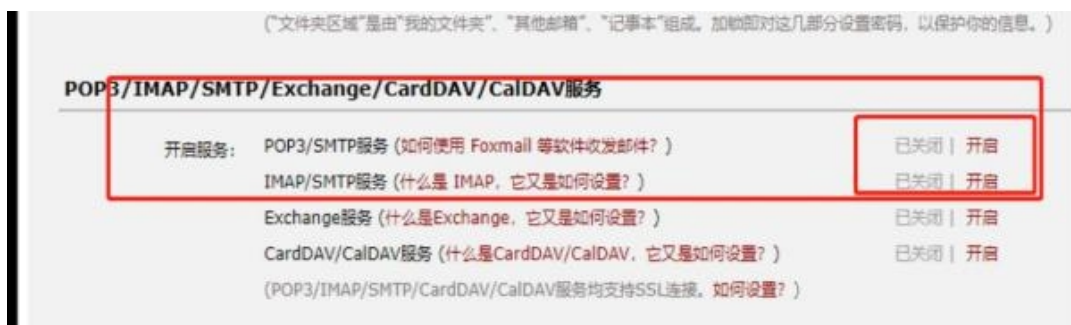 ("文件夹区域"是由"我的文件夹"、"其他邮箱"、"记事本"组成。加锁即对这几部分设置密码，以保护你的信息。)
POP3/IMAP/SMTP/Exchange/CardDAV/CalDAV服务
开启服务： POP3/SMTP服务 (如何使用 Foxmail 等软件收发邮件？) 已关闭 | 开启
IMAP/SMTP服务 (什么是 IMAP，它又是如何设置？) 已关闭 | 开启
Exchange服务 (什么是Exchange，它又是如何设置？) 已关闭 | 开启
CardDAV/CalDAV服务 (什么是CardDAV/CalDAV，它又是如何设置？) 已关闭 | 开启
(POP3/IMAP/SMTP/CardDAV/CalDAV服务均支持SSL连接。如何设置？)